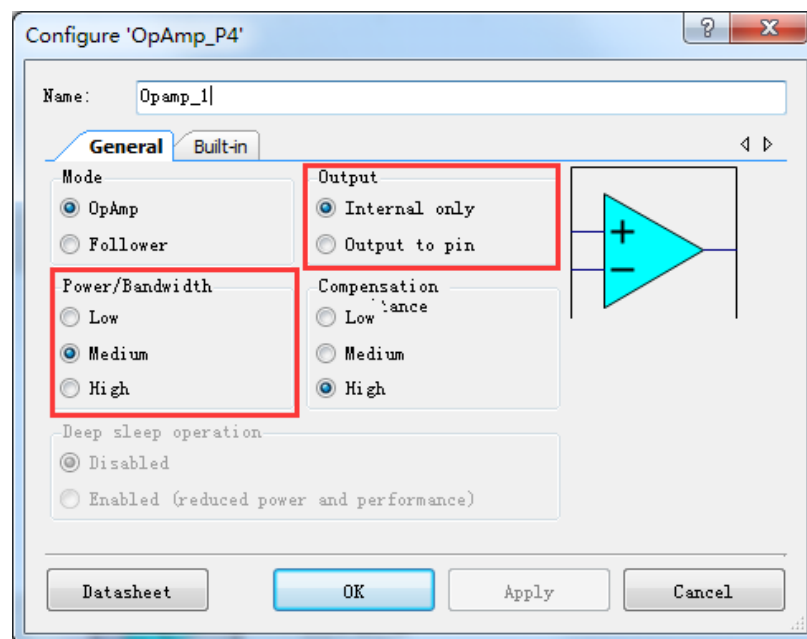 Configure 'OpAmp_P4'
Name: Opamp_1
General Built-in
Mode
OpAmp
Follower
Output
Internal only
Output to pin
Power/Bandwidth
Low
Medium
High
Compensation
Low
Medium
High
Deep sleep operation
Disabled
Enabled (reduced power and performance)
Datasheet OK Apply Cancel